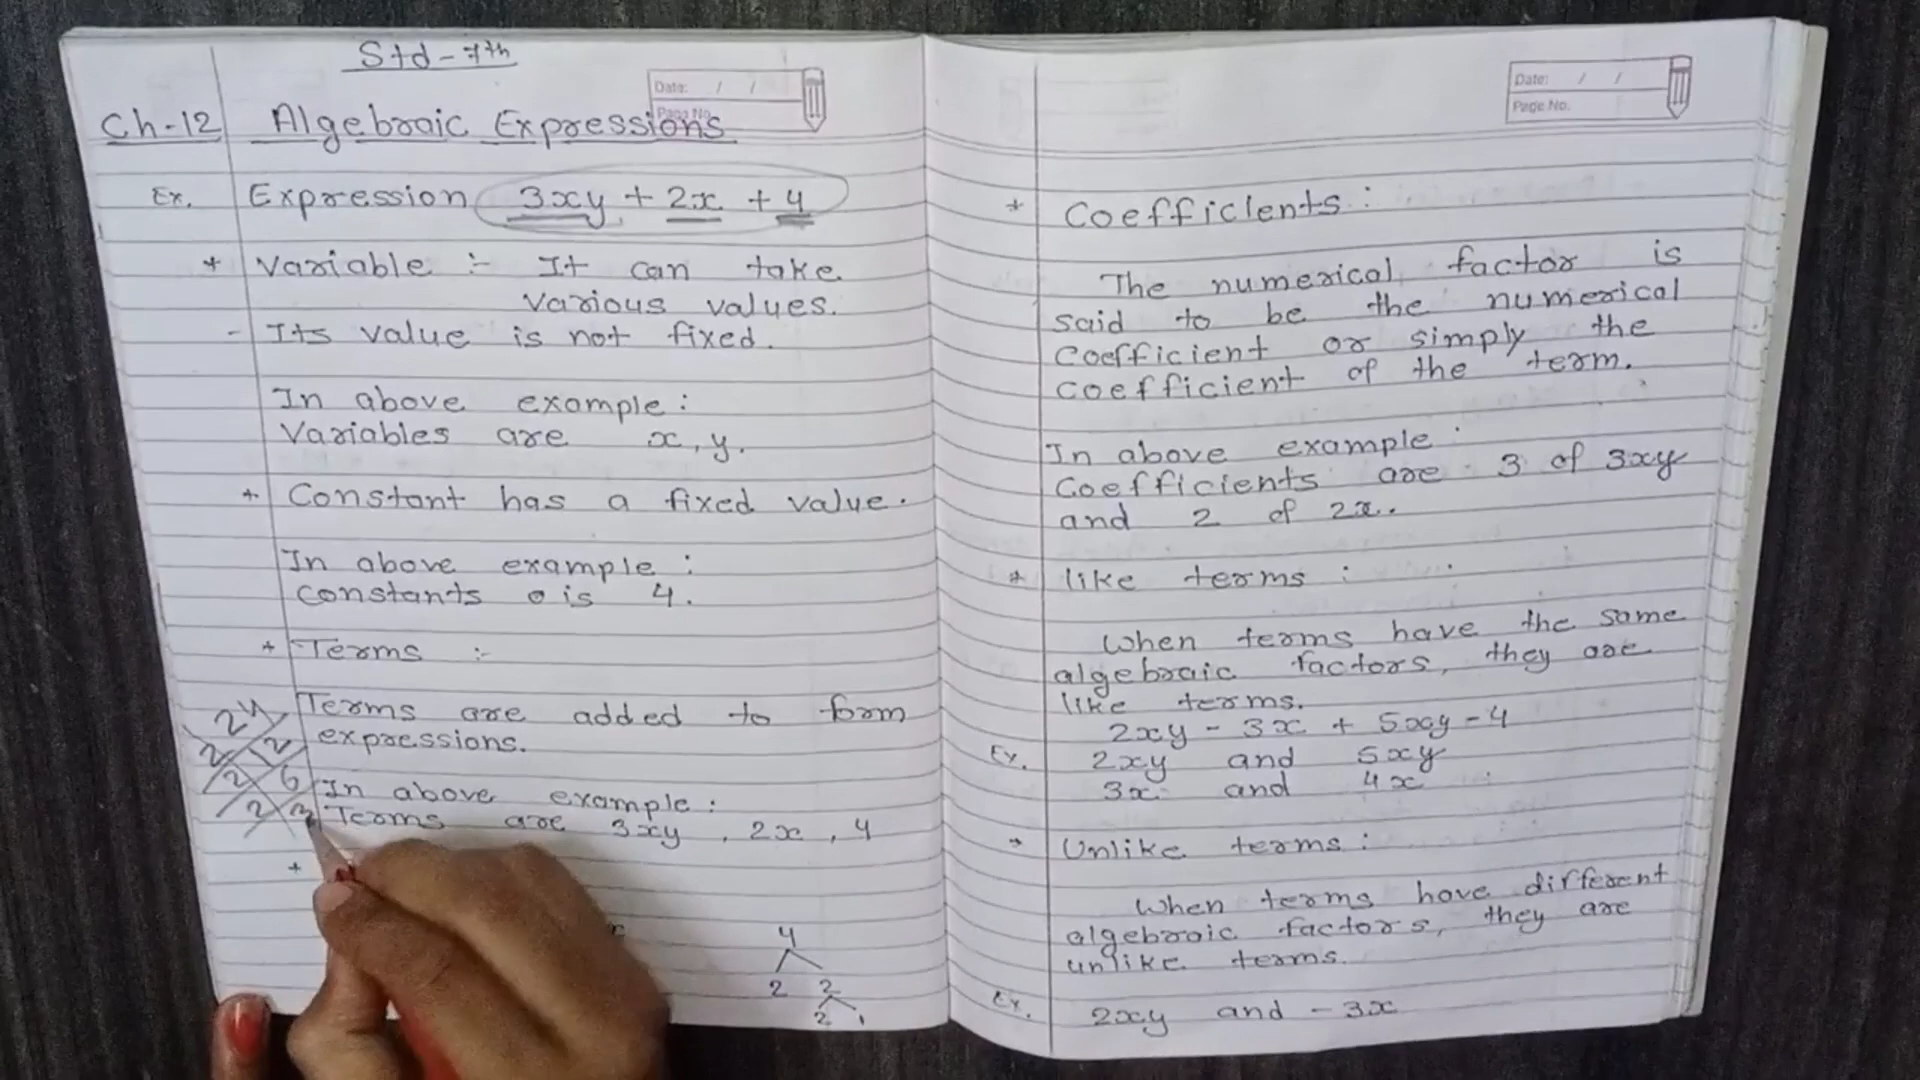 Std-7th
Date: / /
Page No.
Ch-12 Algebraic Expressions
Ex. Expression 3xy + 2x + 4
* Variable :- It can take
various values.
- Its value is not fixed.
In above example:
Variables are x, y.
* Constant has a fixed value.
In above example:
Constants is 4.
* Terms :-
Terms are added to form
expressions.
24
2 12
2 6
2 3
In above example:
Terms are 3xy, 2x, 4
*
4
2 2
2 1
Date: / /
Page No.
* Coefficients:
The numerical factor is
said to be the numerical
coefficient or simply the
coefficient of the term.
In above example:
Coefficients are 3 of 3xy
and 2 of 2x.
* like terms:
When terms have the same
algebraic factors, they are
like terms.
2xy - 3x + 5xy - 4
Ex. 2xy and 5xy
3x and 4x
* Unlike terms:
When terms have different
algebraic factors, they are
unlike terms.
Ex. 2xy and - 3x